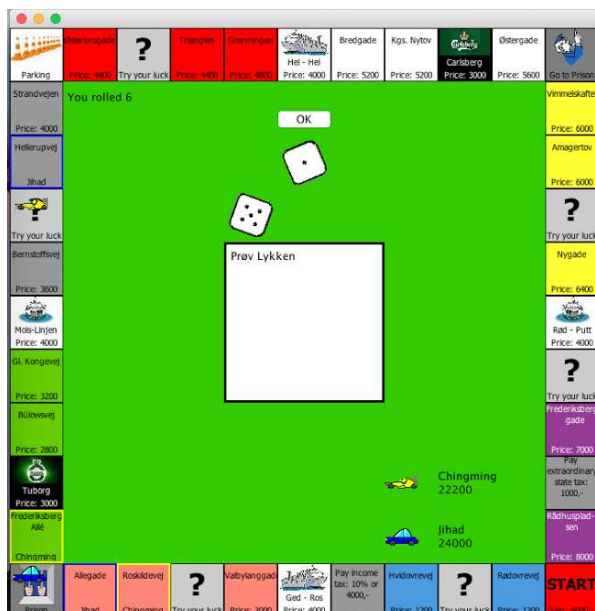 Parking
Østerbrogade
Price: 4400
Try your luck
Trianglen
Price: 4400
Grønningen
Price: 4800
Hel - Hel
Price: 4000
Bredgade
Price: 5200
Kgs. Nytov
Price: 5200
Carlsberg
Price: 3000
Østergade
Price: 5600
Go to Prison
Strandvejen
Price: 4000
You rolled 6
OK
Vimmelskafte
Price: 6000
Hellerupvej
Jihad
Amagertov
Price: 6000
?
Try your luck
?
Try your luck
Bernstoffsvej
Price: 3600
Nygade
Price: 6400
Prøv Lykken
Mols-Linjen
Price: 4000
Rød - Putt
Price: 4000
Gl. Kongevej
Price: 3200
?
Try your luck
Bülowsvej
Price: 2800
Frederiksberg
gade
Price: 7000
Tuborg
Price: 3000
Chingming
22200
Pay
extraordinary
state tax:
1000,-
Frederiksberg
Allé
Chingming
Jihad
24000
Rådhusplad-
sen
Price: 8000
Prison
Allegade
Jihad
Roskildevej
Chingming
?
Try your luck
Valbylanggad
Price: 2000
Ged - Ros
Price: 4000
Pay income
tax: 10% or
4000,-
Hvidovrevej
Price: 1200
?
Try your luck
Rødovrevej
Price: 1200
START